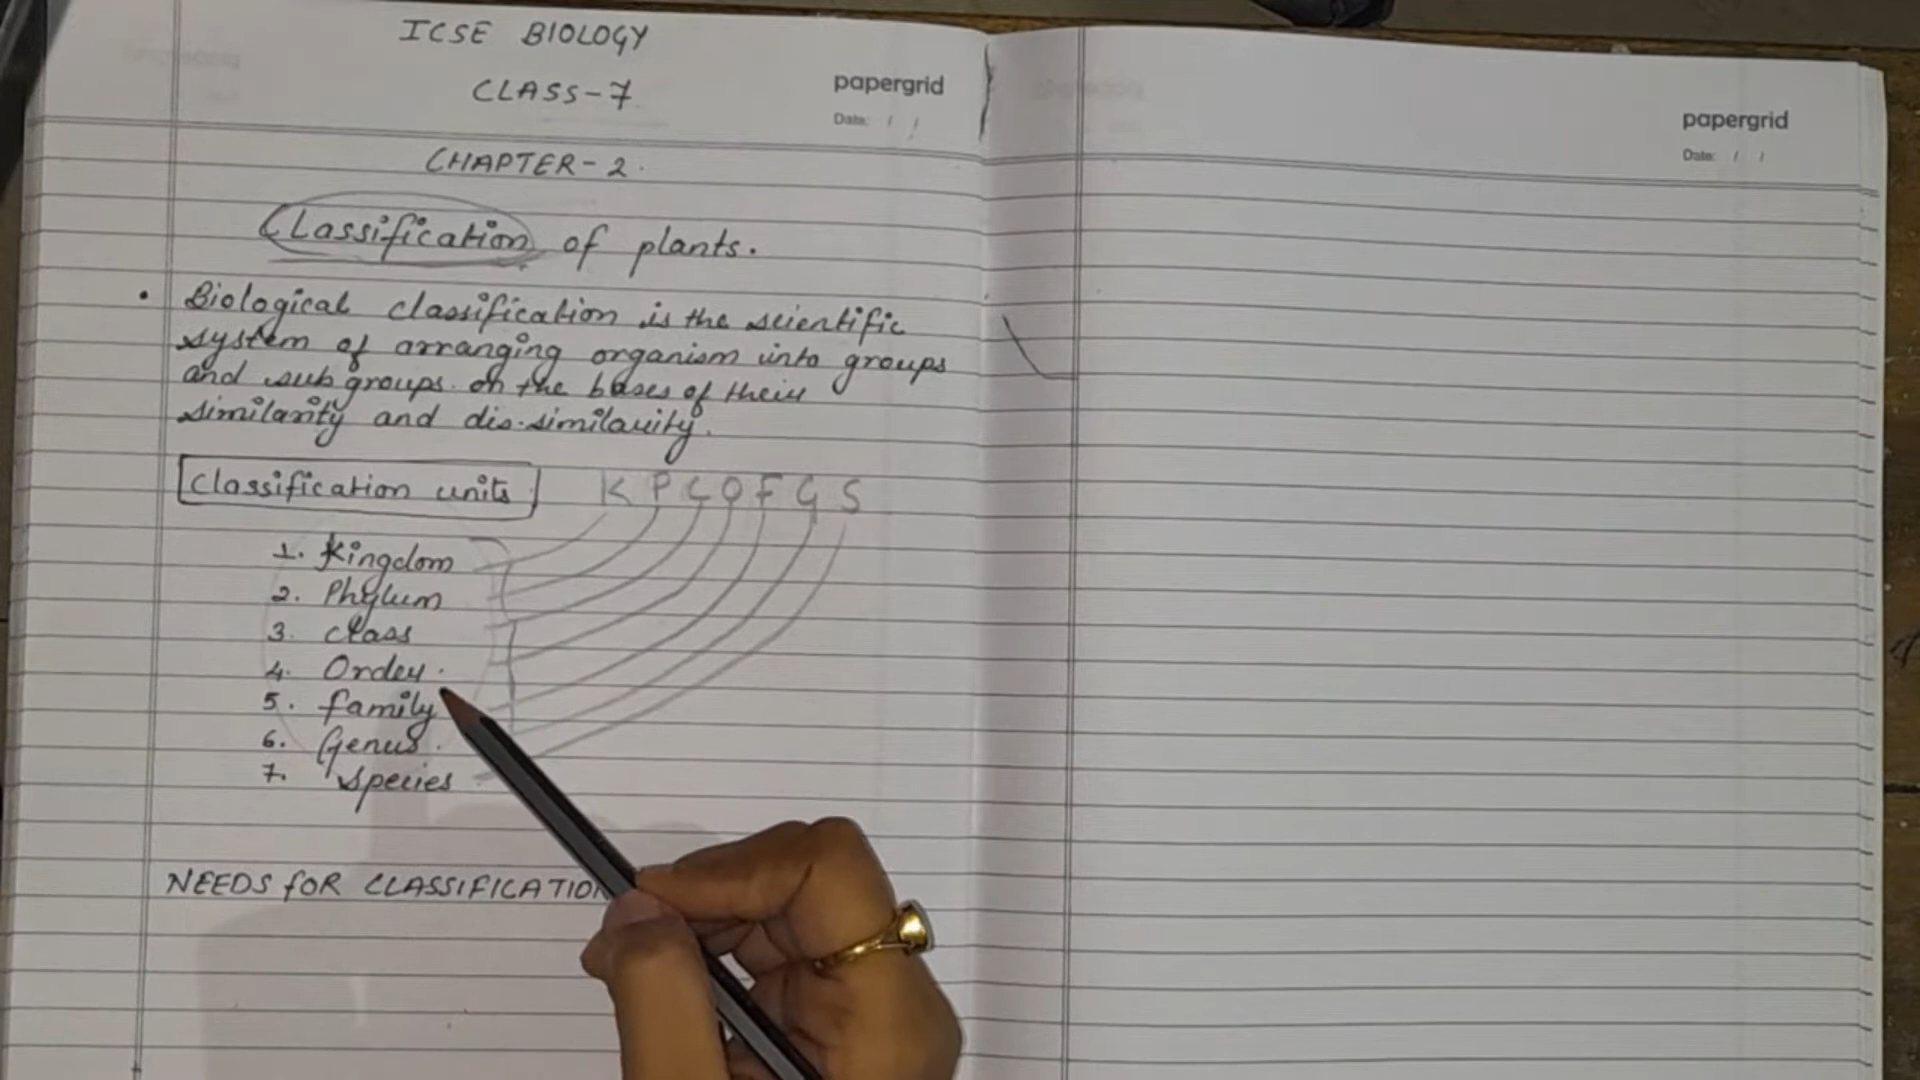 ICSE BIOLOGY
CLASS-7
papergrid
Date: / /
CHAPTER-2.
Classification of plants.
• Biological classification is the scientific
system of arranging organism into groups
and sub groups on the bases of their
similarity and dis-similarity.
Classification units K P C O F G S
1. Kingdom
2. Phylum
3. class
4. Order.
5. family
6. Genus.
7. species
NEEDS FOR CLASSIFICATION
papergrid
Date: / /